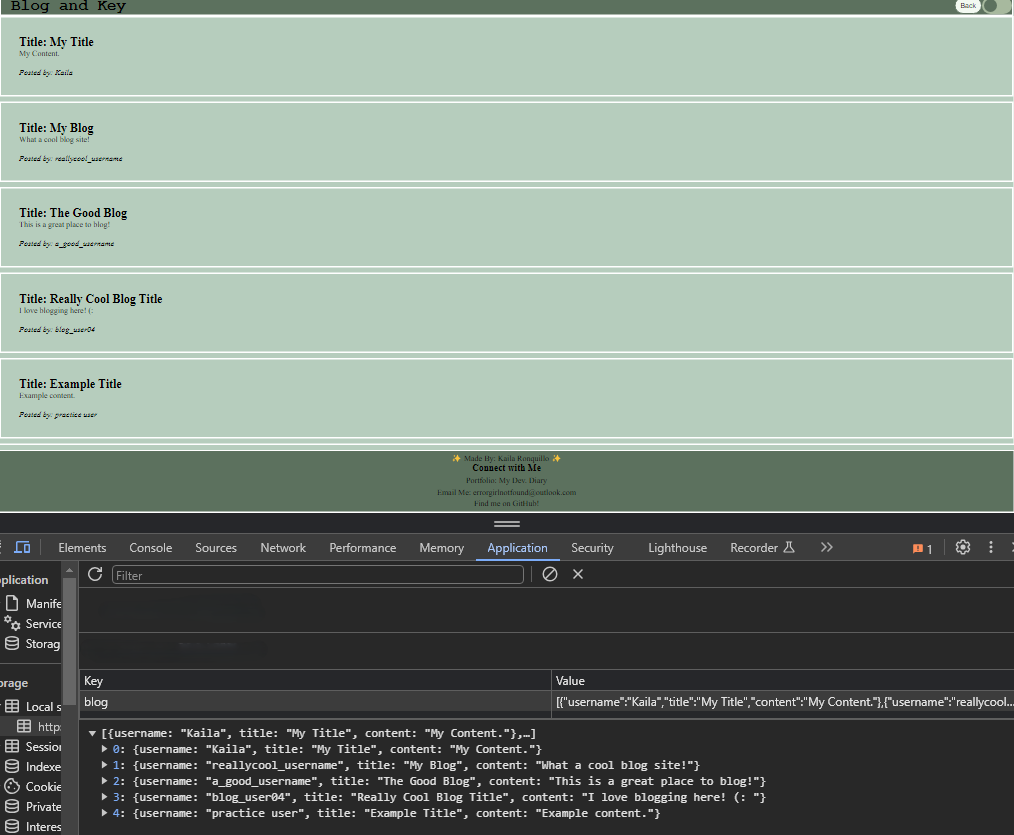 Blog and Key
Back
Title: My Title
My Content.
Posted by: Kaila
Title: My Blog
What a cool blog site!
Posted by: reallycool_username
Title: The Good Blog
This is a great place to blog!
Posted by: a_good_username
Title: Really Cool Blog Title
I love blogging here! (:
Posted by: blog_user04
Title: Example Title
Example content.
Posted by: practice user
✨ Made By: Kaila Ronquillo ✨
Connect with Me
Portfolio: My Dev. Diary
Email Me: errorgirlnotfound@outlook.com
Find me on GitHub!
Elements Console Sources Network Performance Memory Application Security Lighthouse Recorder 1
plication
Manife
Service
Storag
orage
Local s
http:
Session
Indexe
Cookie
Private
Interes
Filter
Key Value
blog [{"username":"Kaila","title":"My Title","content":"My Content."},{"username":"reallycool...
▼ [{username: "Kaila", title: "My Title", content: "My Content."},…]
▶ 0: {username: "Kaila", title: "My Title", content: "My Content."}
▶ 1: {username: "reallycool_username", title: "My Blog", content: "What a cool blog site!"}
▶ 2: {username: "a_good_username", title: "The Good Blog", content: "This is a great place to blog!"}
▶ 3: {username: "blog_user04", title: "Really Cool Blog Title", content: "I love blogging here! (: "}
▶ 4: {username: "practice user", title: "Example Title", content: "Example content."}